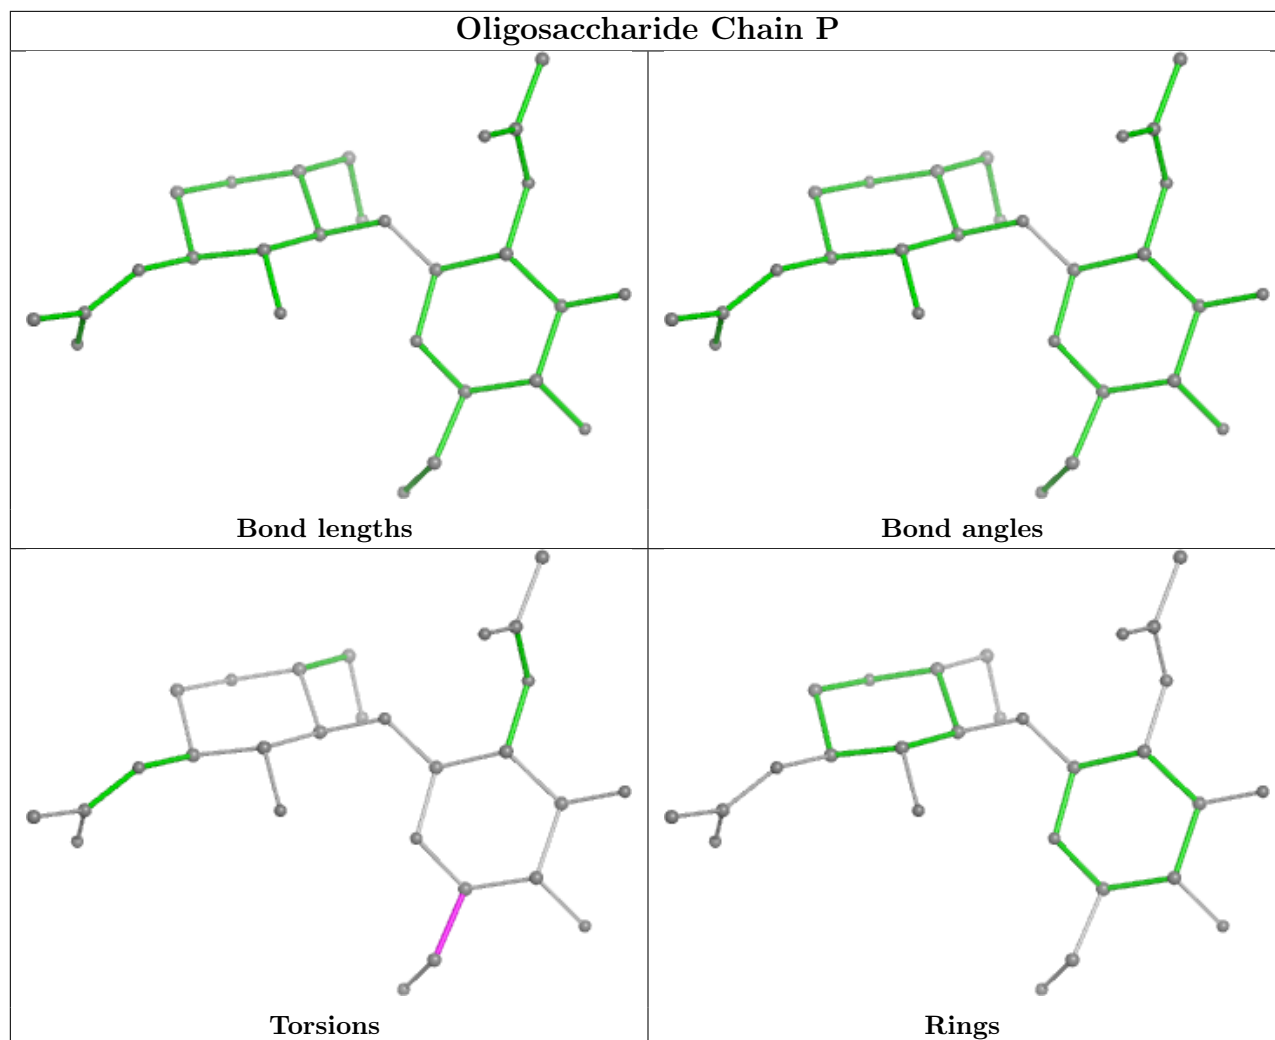 Oligosaccharide Chain P
Bond lengths
Bond angles
Torsions
Rings